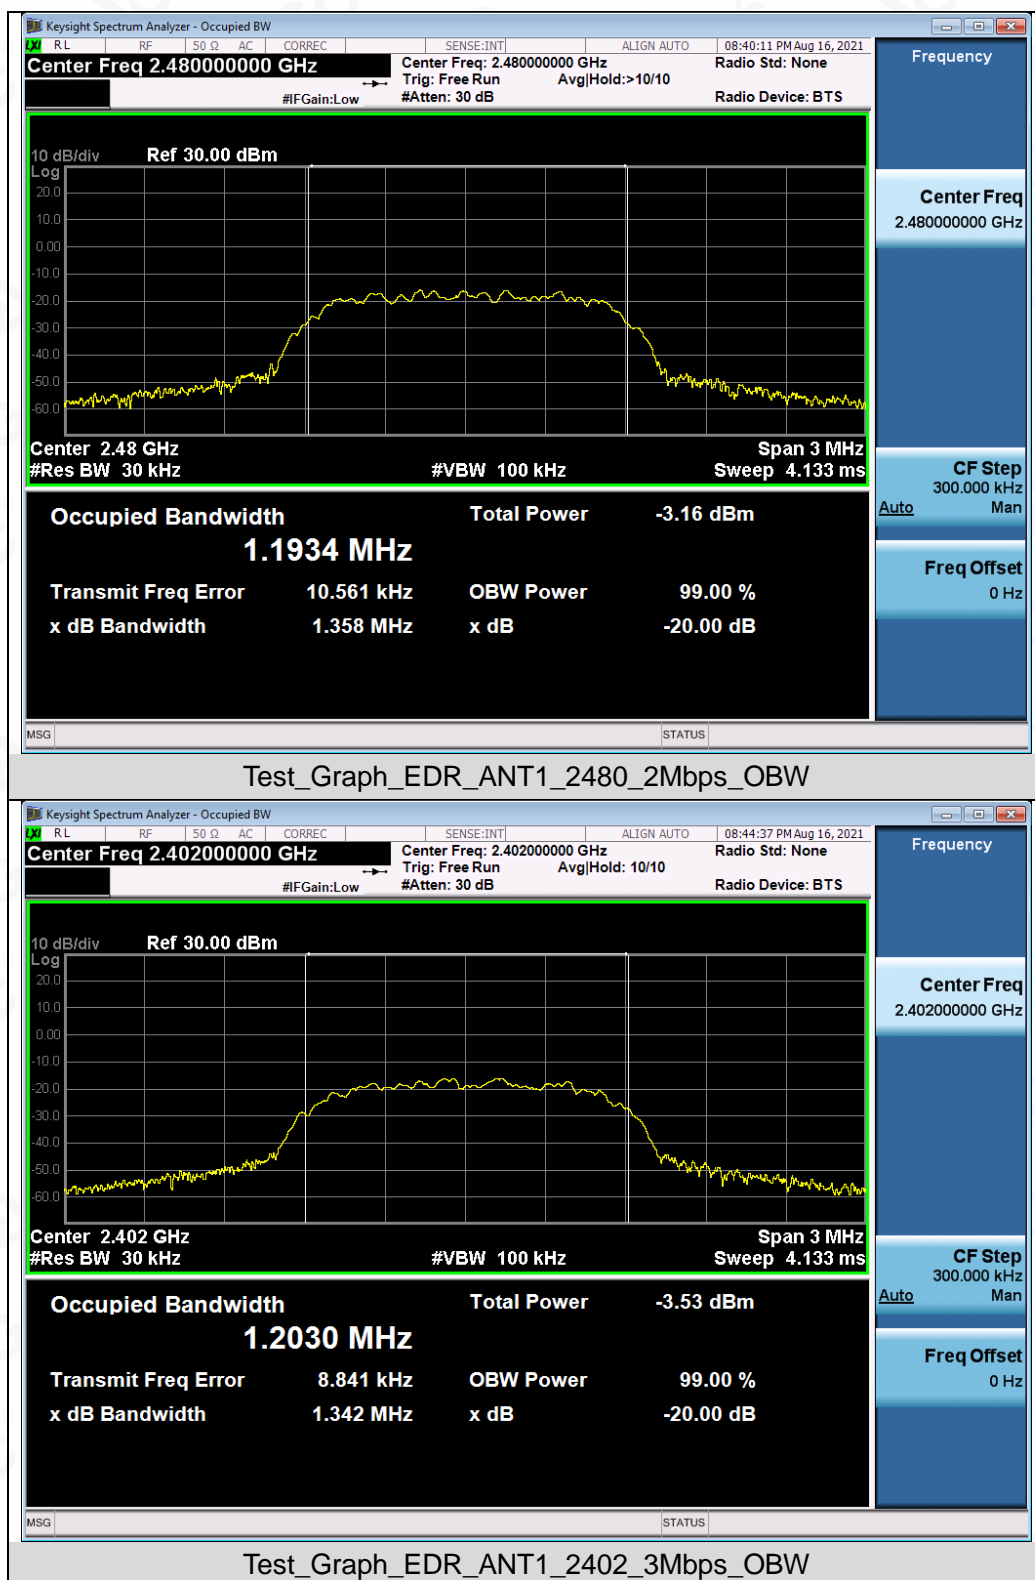 Keysight Spectrum Analyzer - Occupied BW
LXI RL RF 50 Ω AC CORREC SENSE:INT ALIGN AUTO 08:40:11 PM Aug 16, 2021
Center Freq 2.480000000 GHz
Center Freq: 2.480000000 GHz Radio Std: None
Trig: Free Run Avg|Hold:>10/10
#IFGain:Low #Atten: 30 dB Radio Device: BTS
Frequency
10 dB/div Ref 30.00 dBm
Log
20.0
10.0
0.00
-10.0
-20.0
-30.0
-40.0
-50.0
-60.0
Center Freq
2.480000000 GHz
Center 2.48 GHz Span 3 MHz
#Res BW 30 kHz #VBW 100 kHz Sweep 4.133 ms
CF Step
300.000 kHz
Auto Man
Occupied Bandwidth Total Power -3.16 dBm
1.1934 MHz
Transmit Freq Error 10.561 kHz OBW Power 99.00 %
x dB Bandwidth 1.358 MHz x dB -20.00 dB
Freq Offset
0 Hz
MSG STATUS
Test_Graph_EDR_ANT1_2480_2Mbps_OBW
Keysight Spectrum Analyzer - Occupied BW
LXI RL RF 50 Ω AC CORREC SENSE:INT ALIGN AUTO 08:44:37 PM Aug 16, 2021
Center Freq 2.402000000 GHz
Center Freq: 2.402000000 GHz Radio Std: None
Trig: Free Run Avg|Hold: 10/10
#IFGain:Low #Atten: 30 dB Radio Device: BTS
Frequency
10 dB/div Ref 30.00 dBm
Log
20.0
10.0
0.00
-10.0
-20.0
-30.0
-40.0
-50.0
-60.0
Center Freq
2.402000000 GHz
Center 2.402 GHz Span 3 MHz
#Res BW 30 kHz #VBW 100 kHz Sweep 4.133 ms
CF Step
300.000 kHz
Auto Man
Occupied Bandwidth Total Power -3.53 dBm
1.2030 MHz
Transmit Freq Error 8.841 kHz OBW Power 99.00 %
x dB Bandwidth 1.342 MHz x dB -20.00 dB
Freq Offset
0 Hz
MSG STATUS
Test_Graph_EDR_ANT1_2402_3Mbps_OBW